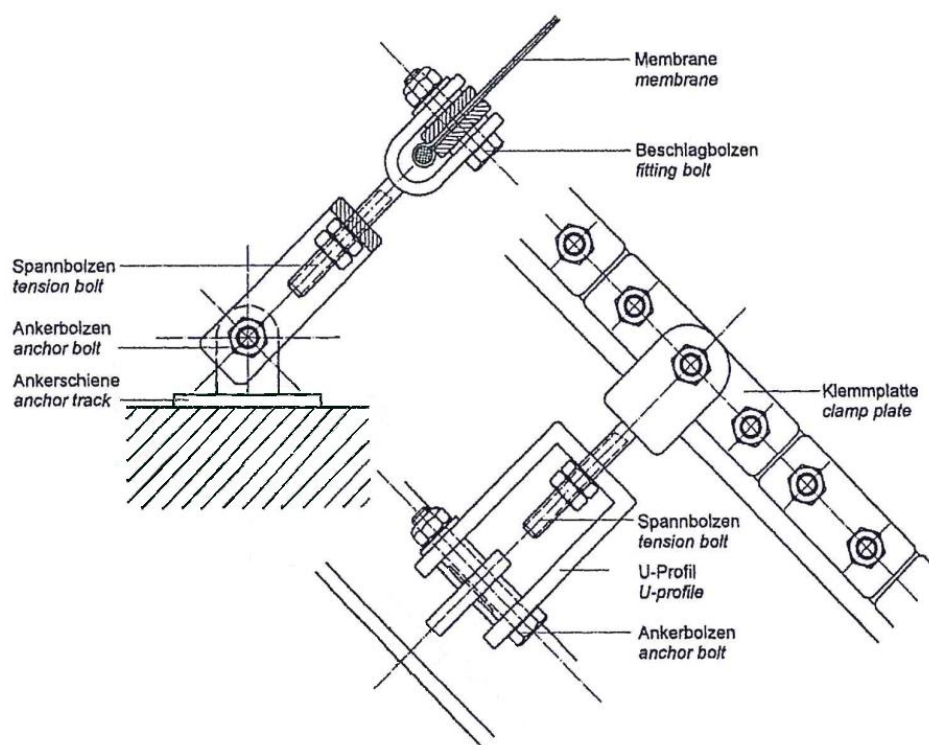 Membrane
membrane
Beschlagbolzen
fitting bolt
Spannbolzen
tension bolt
Ankerbolzen
anchor bolt
Ankerschiene
anchor track
Klemmplatte
clamp plate
Spannbolzen
tension bolt
U-Profil
U-profile
Ankerbolzen
anchor bolt